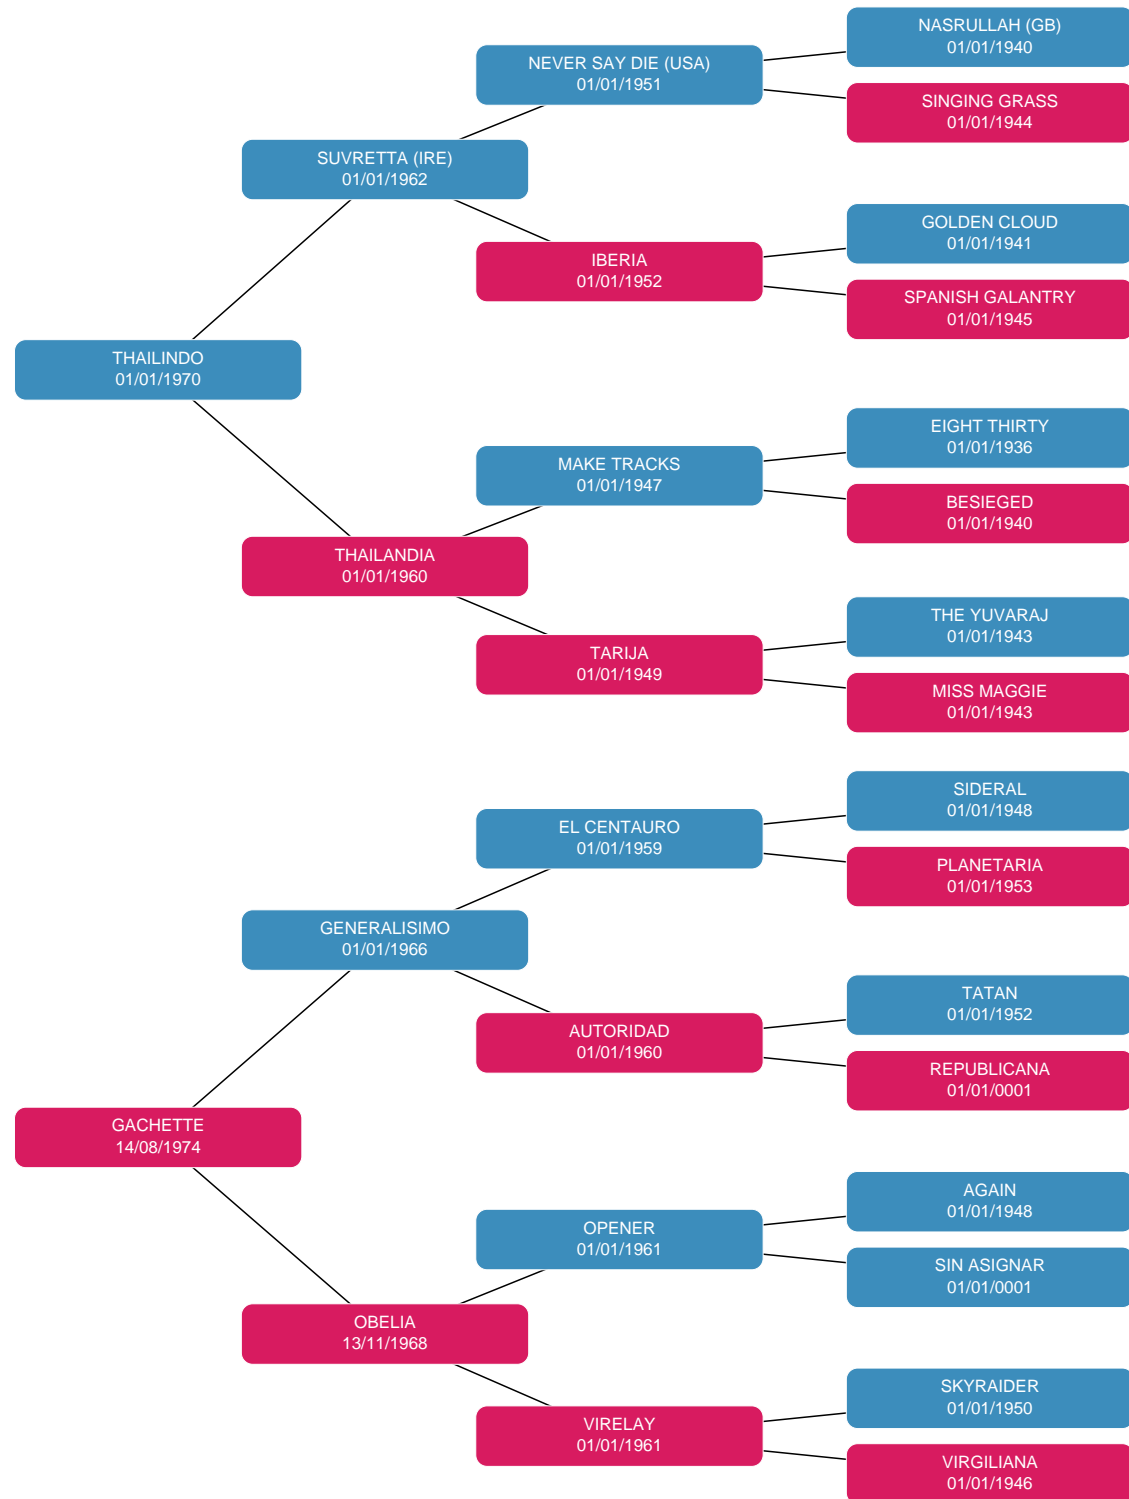 NASRULLAH (GB)
01/01/1940
NEVER SAY DIE (USA)
01/01/1951
SINGING GRASS
01/01/1944
SUVRETTA (IRE)
01/01/1962
GOLDEN CLOUD
01/01/1941
IBERIA
01/01/1952
SPANISH GALANTRY
01/01/1945
THAILINDO
01/01/1970
EIGHT THIRTY
01/01/1936
MAKE TRACKS
01/01/1947
BESIEGED
01/01/1940
THAILANDIA
01/01/1960
THE YUVARAJ
01/01/1943
TARIJA
01/01/1949
MISS MAGGIE
01/01/1943
SIDERAL
01/01/1948
EL CENTAURO
01/01/1959
PLANETARIA
01/01/1953
GENERALISIMO
01/01/1966
TATAN
01/01/1952
AUTORIDAD
01/01/1960
REPUBLICANA
01/01/0001
GACHETTE
14/08/1974
AGAIN
01/01/1948
OPENER
01/01/1961
SIN ASIGNAR
01/01/0001
OBELIA
13/11/1968
SKYRAIDER
01/01/1950
VIRELAY
01/01/1961
VIRGILIANA
01/01/1946